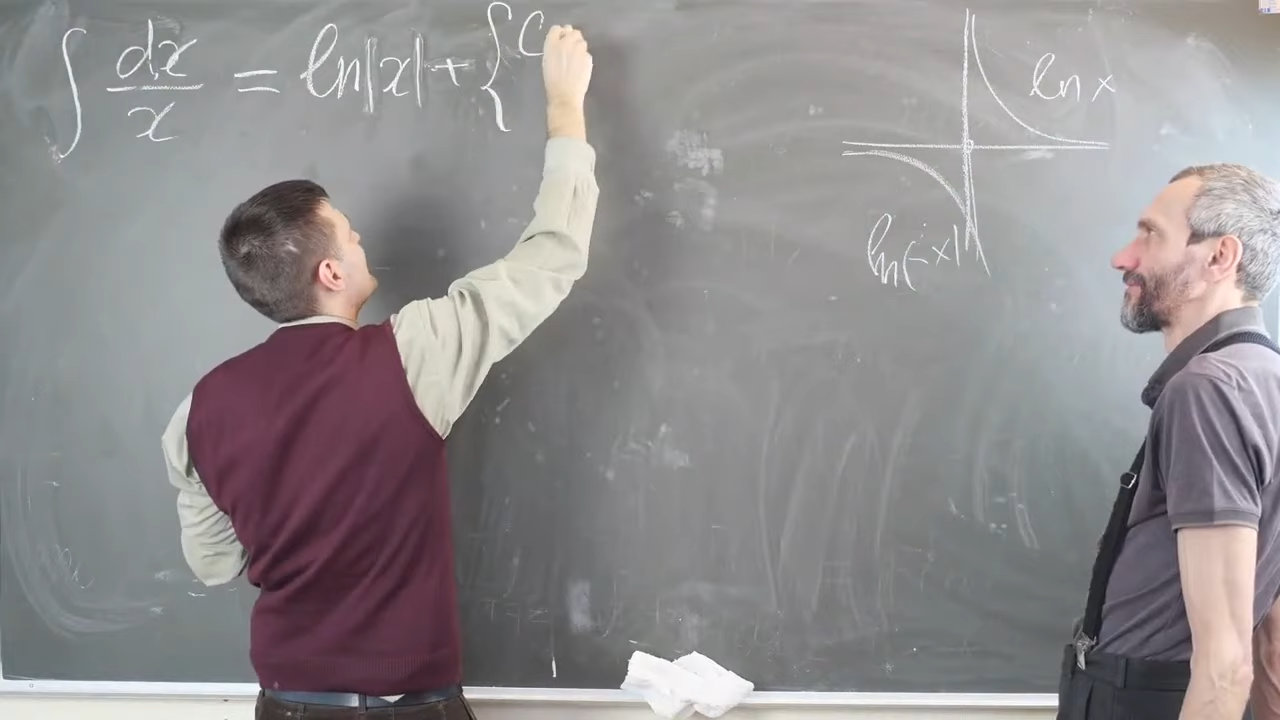 ∫ dx/x = ln|x| + { C
ln x
ln(-x)